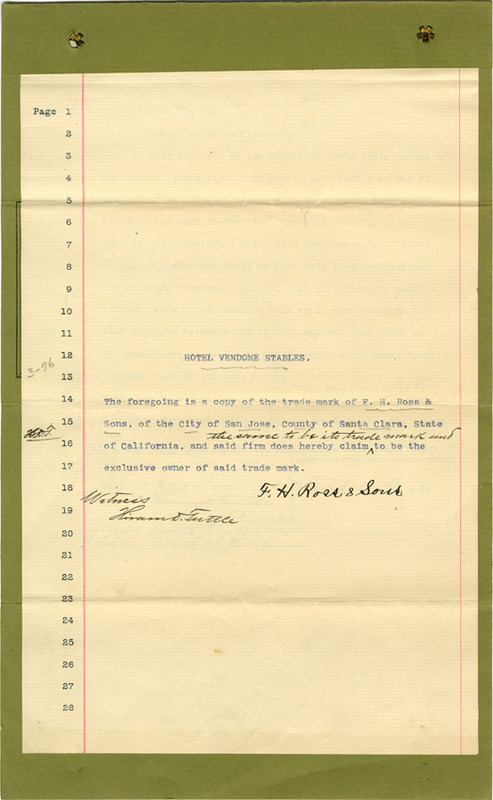 Page 1
2
3
4
5
6
7
8
9
10
11
12 HOTEL VENDOME STABLES.
3-96
13
14 The foregoing is a copy of the trade mark of F. H. Ross &
15 Sons, of the City of San Jose, County of Santa Clara, State
the same to be its trade mark and
16 of California, and said firm does hereby claim ^ to be the
17 exclusive owner of said trade mark.
18 F. H. Ross & Sons
Witness
19 Hiram D. Tuttle
20
21
22
23
24
25
26
27
28